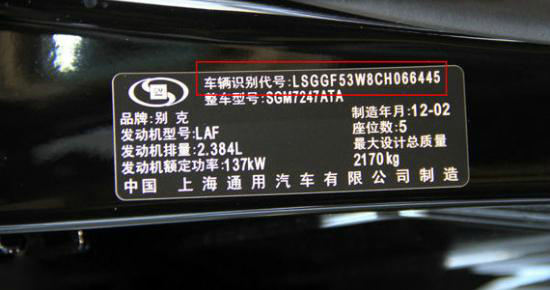 车辆识别代号:LSGGF53W8CH066445
整车型号:SGM7247ATA
品牌:别克 制造年月:12-02
发动机型号:LAF 座位数:5
发动机排量:2.384L 最大设计总质量
发动机额定功率:137kW 2170kg
中国 上海通用汽车有限公司制造